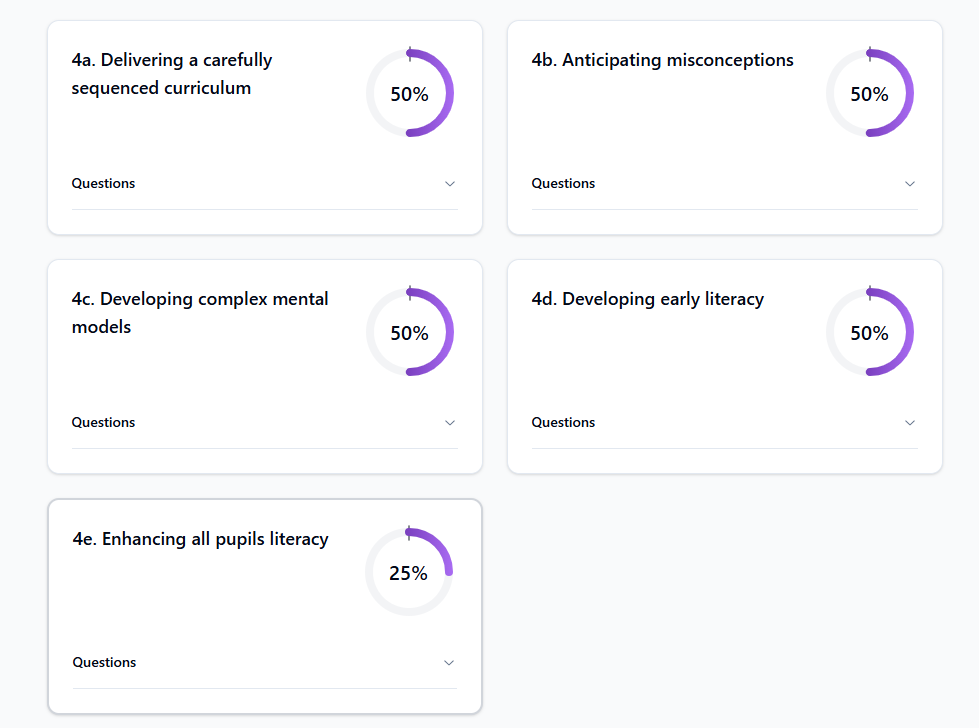 4a. Delivering a carefully
sequenced curriculum
50%
Questions
4b. Anticipating misconceptions
50%
Questions
4c. Developing complex mental
models
50%
Questions
4d. Developing early literacy
50%
Questions
4e. Enhancing all pupils literacy
25%
Questions